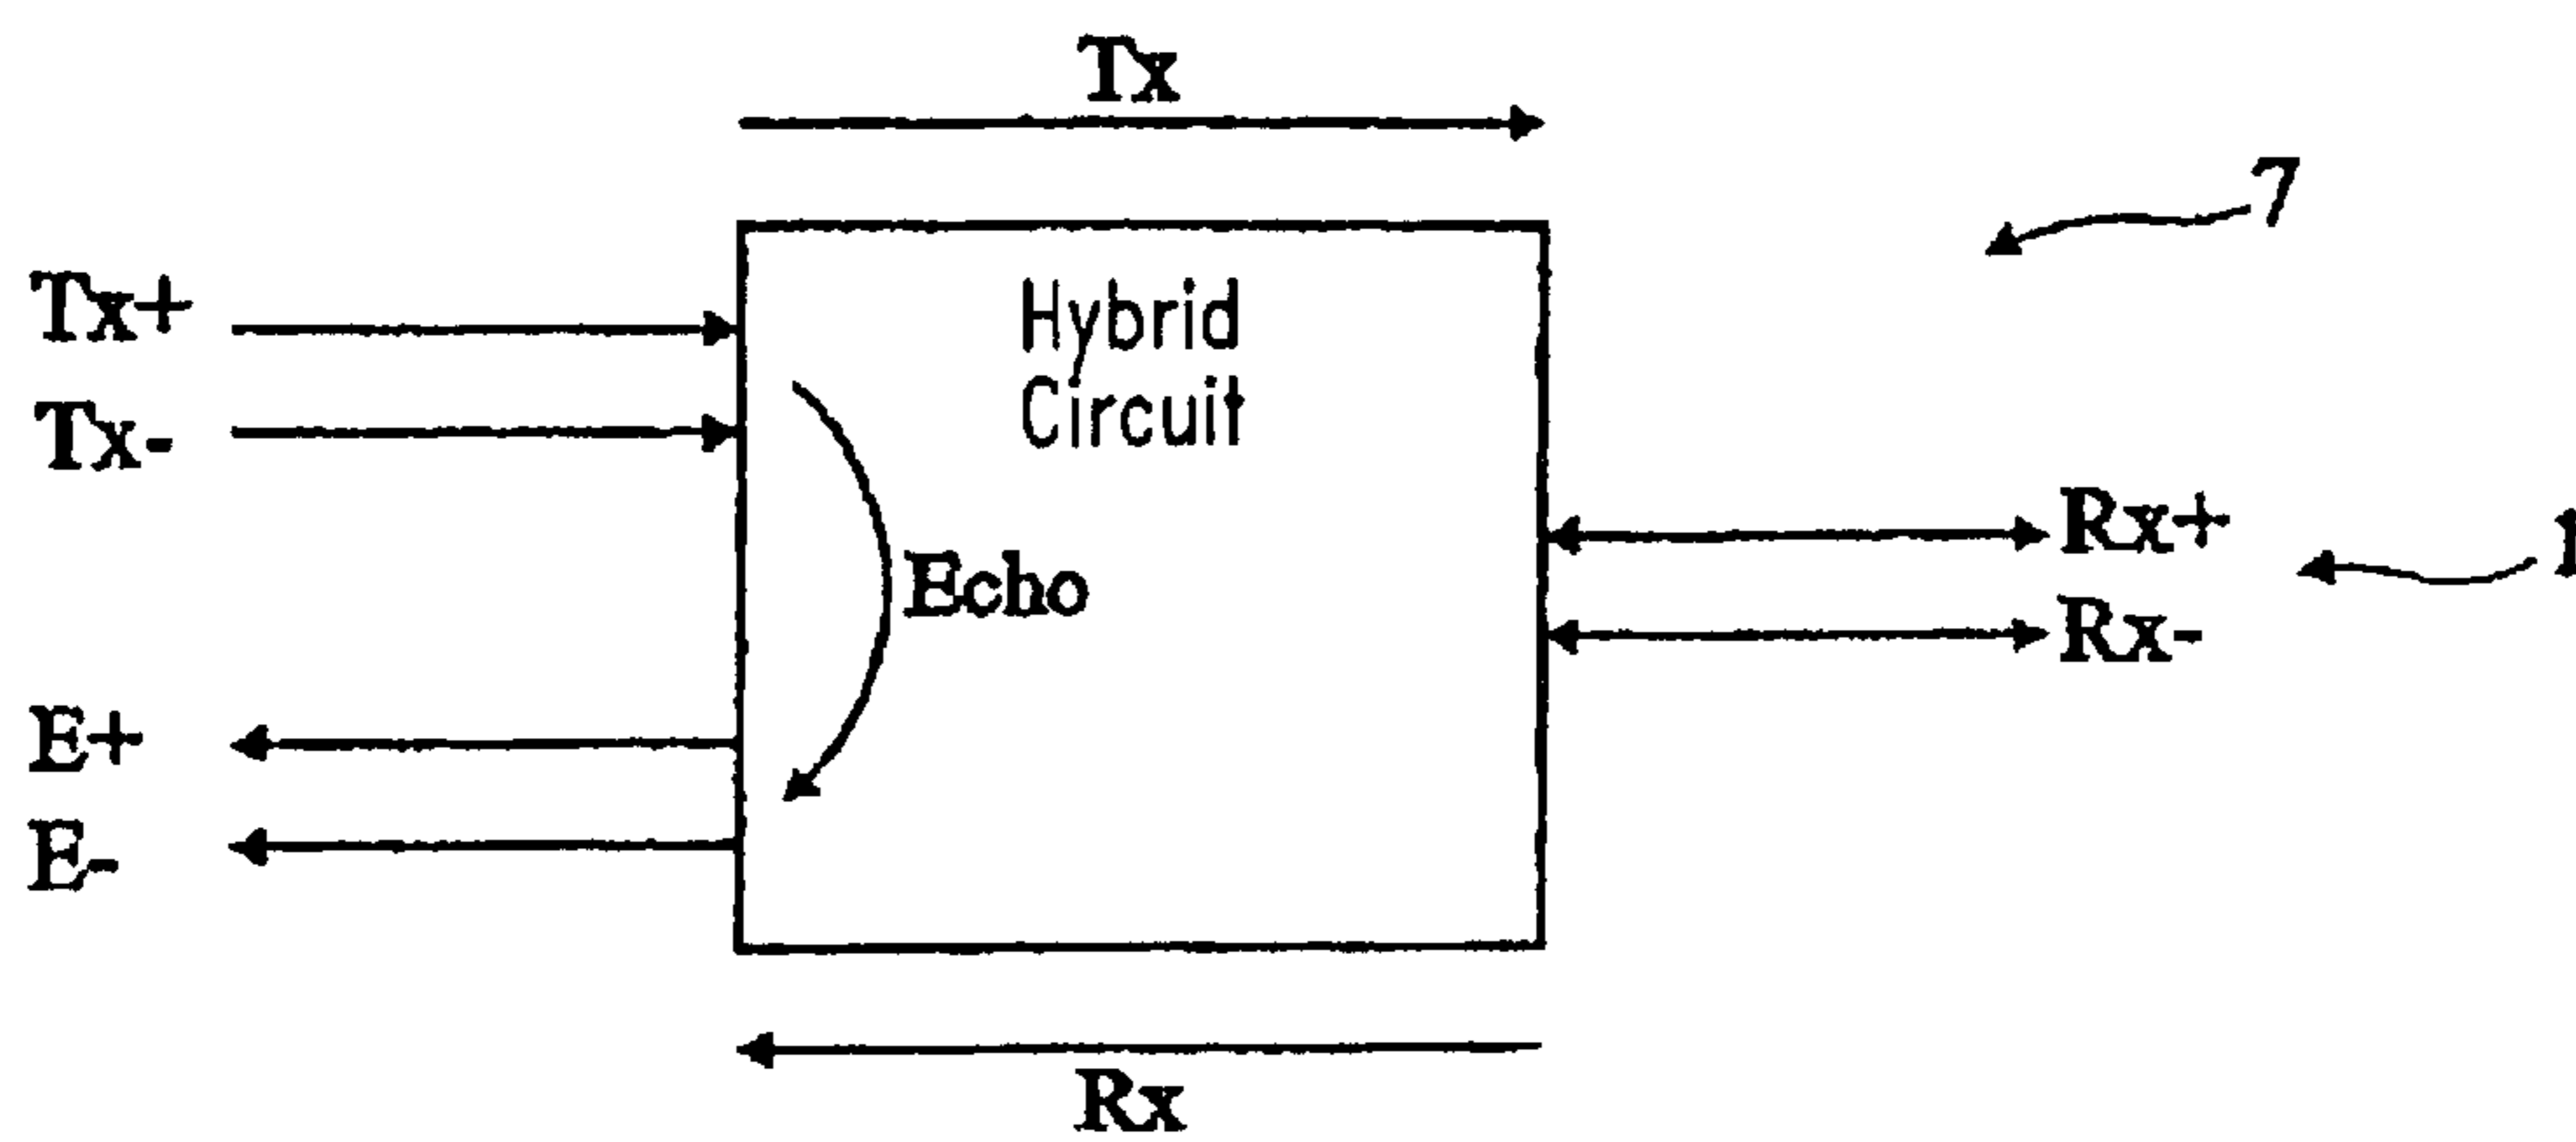 Tx
7
Tx+
Hybrid
Circuit
Tx-
Rx+
Echo
Rx-
E+
E-
Rx